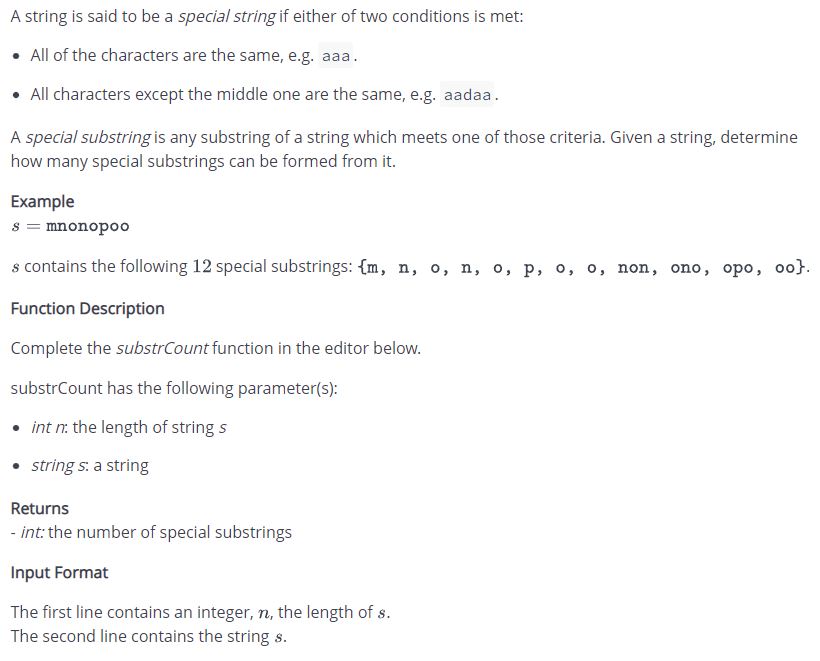 A string is said to be a special string if either of two conditions is met:
• All of the characters are the same, e.g. aaa.
• All characters except the middle one are the same, e.g. aadaa.
A special substring is any substring of a string which meets one of those criteria. Given a string, determine
how many special substrings can be formed from it.
Example
s = mnonopoo
s contains the following 12 special substrings: {m, n, o, n, o, p, o, o, non, ono, opo, oo}.
Function Description
Complete the substrCount function in the editor below.
substrCount has the following parameter(s):
• int n: the length of string s
• string s: a string
Returns
- int: the number of special substrings
Input Format
The first line contains an integer, n, the length of s.
The second line contains the string s.